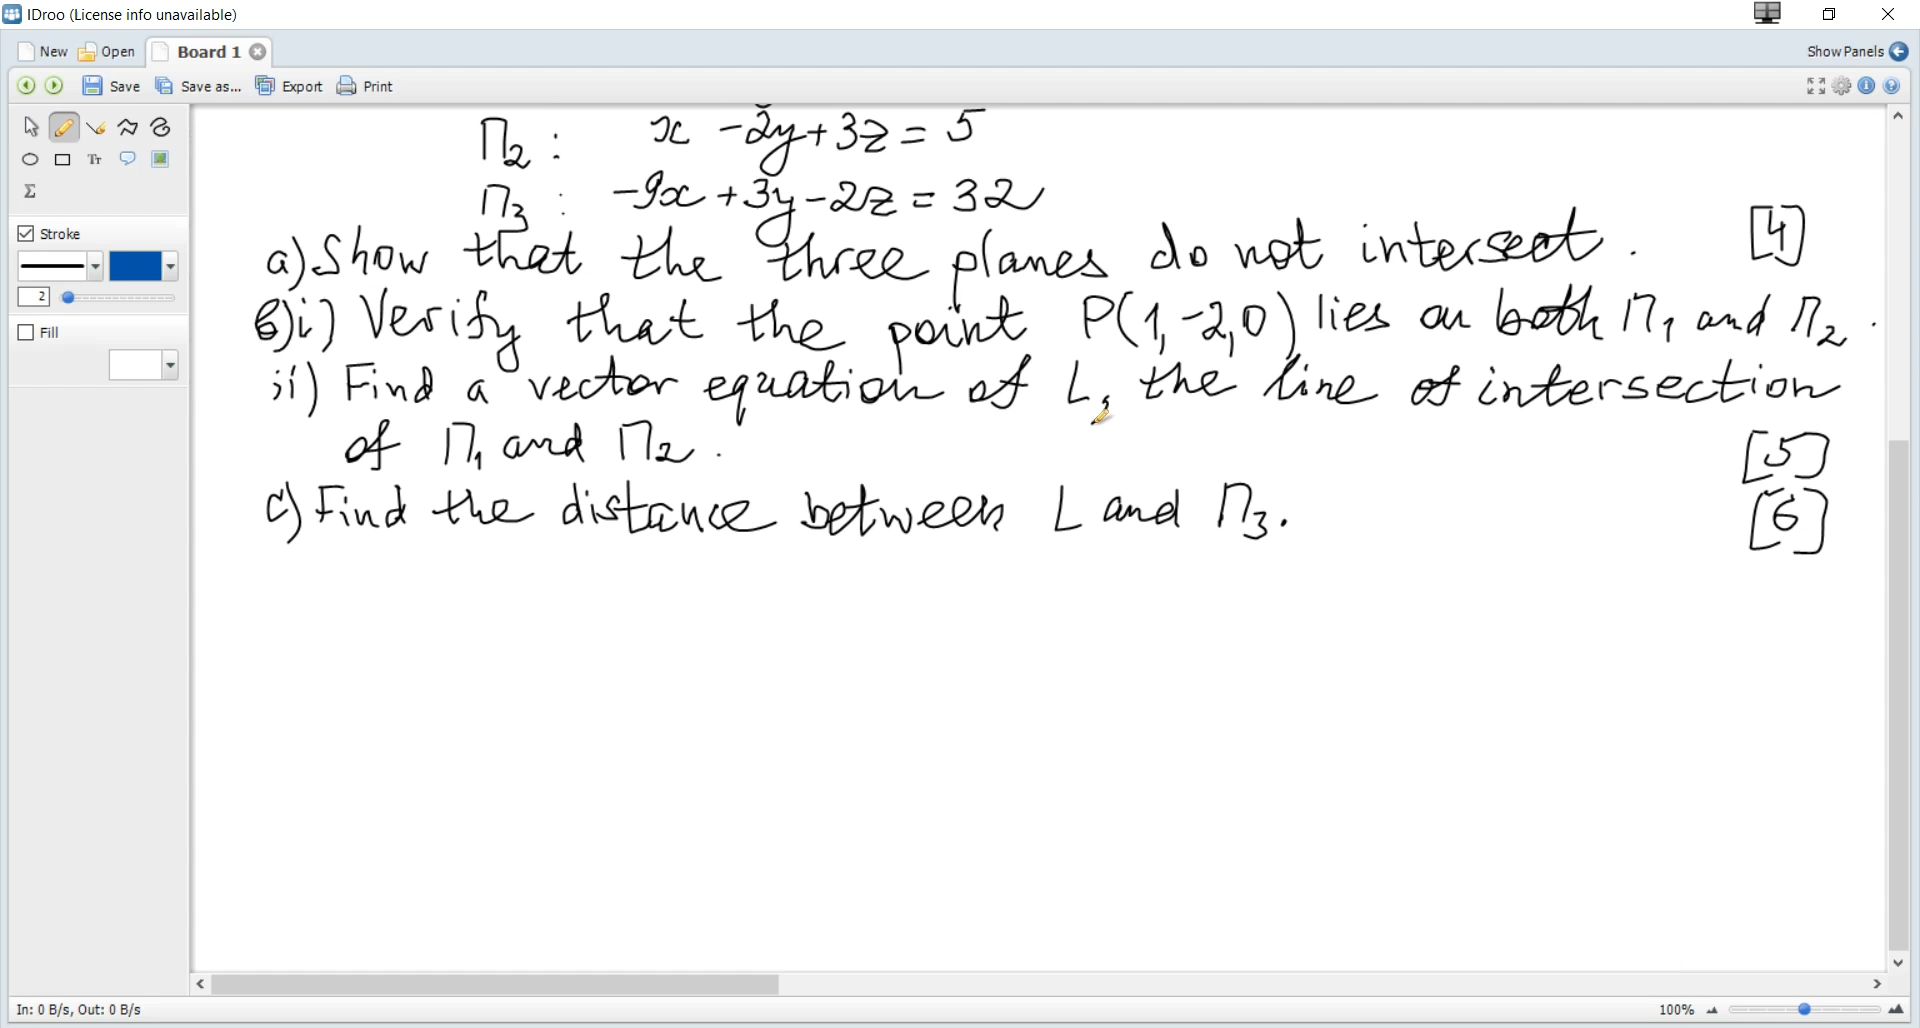 IDroo (License info unavailable)
New Open Board 1 Show Panels
Save Save as... Export Print
Stroke
2
Fill
Π₂ : x -2y+3z = 5
Π₃ : -9x+3y-2z = 32
a) Show that the three planes do not intersect. [4]
b)i) Verify that the point P(1,-2,0) lies on both Π₁ and Π₂.
ii) Find a vector equation of L, the line of intersection
of Π₁ and Π₂. [5]
c) Find the distance between L and Π₃. [6]
In: 0 B/s, Out: 0 B/s 100%